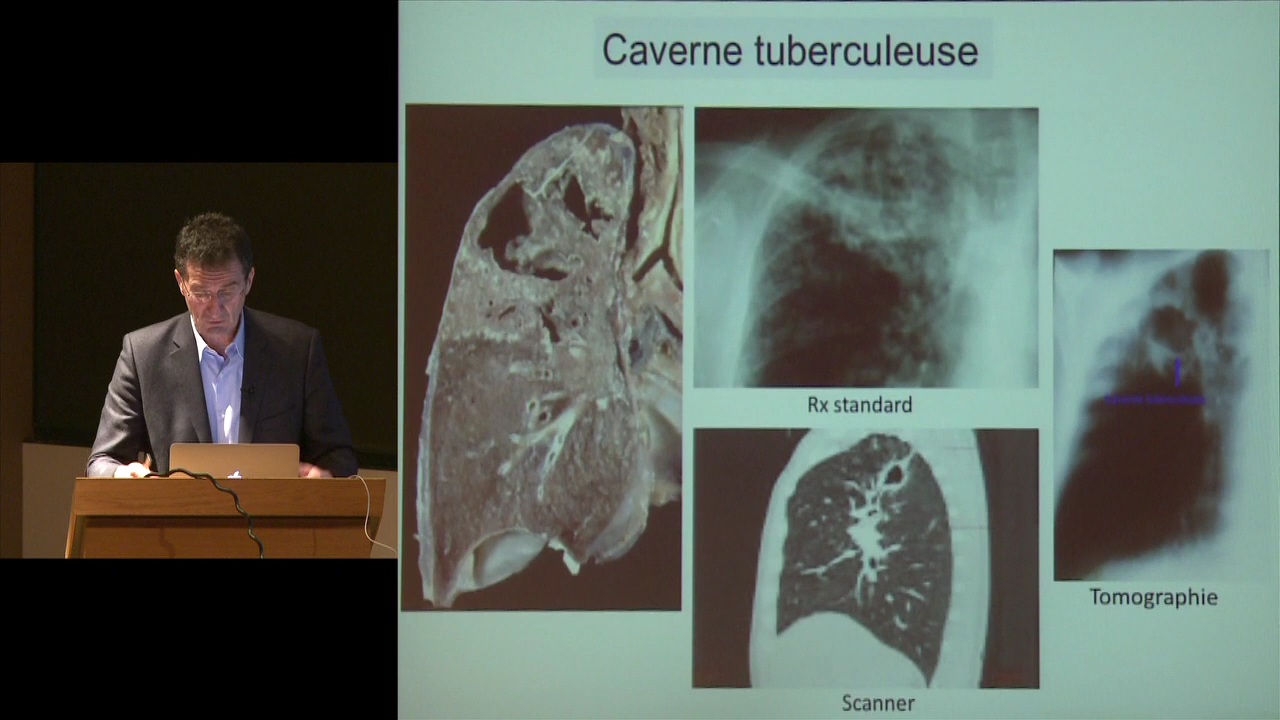 Caverne tuberculeuse
Rx standard
Tomographie
Scanner